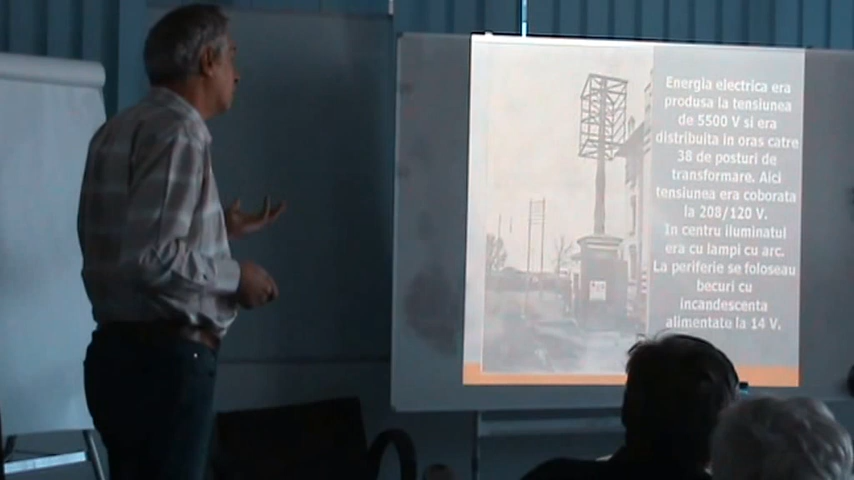 Energia electrica era
produsa la tensiunea
de 5500 V si era
distribuita in oras catre
38 de posturi de
transformare. Aici
tensiunea era coborata
la 208/120 V.
In centru iluminatul
era cu lampi cu arc.
La periferie se foloseau
becuri cu
incandescenta
alimentate la 14 V.